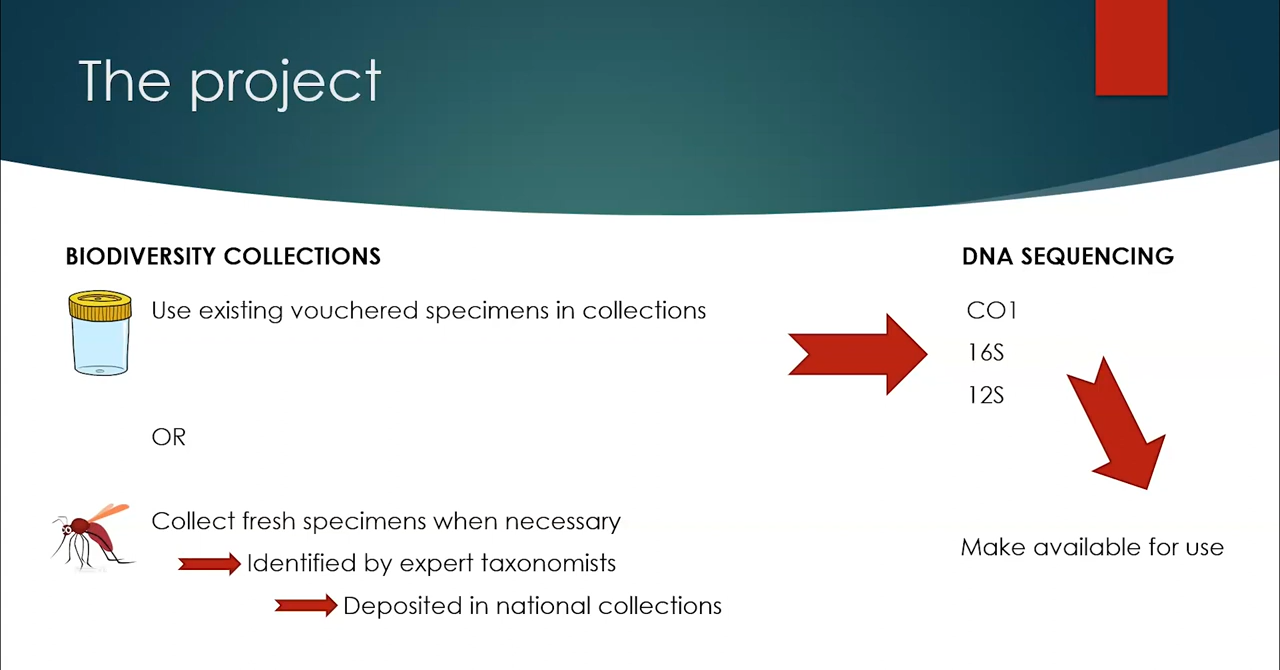 The project
BIODIVERSITY COLLECTIONS
Use existing vouchered specimens in collections
OR
Collect fresh specimens when necessary
Identified by expert taxonomists
Deposited in national collections
DNA SEQUENCING
CO1
16S
12S
Make available for use